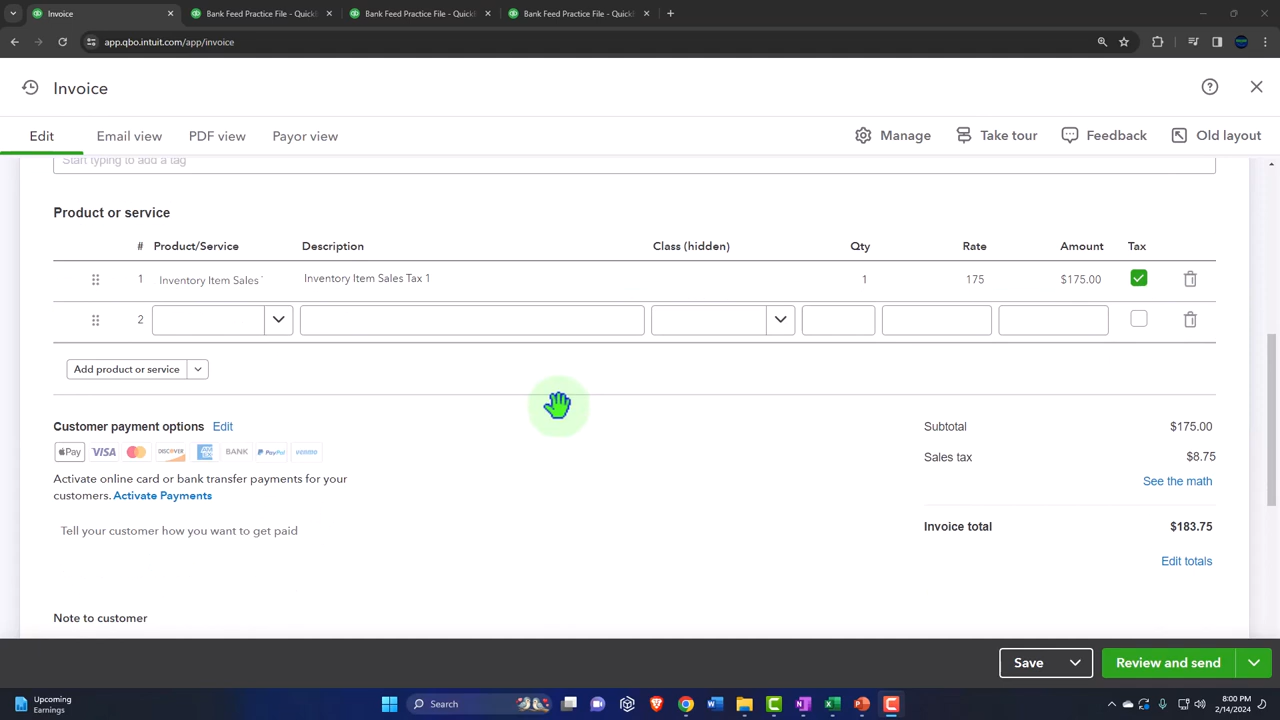 Invoice
Bank Feed Practice File - Quick
Bank Feed Practice File - Quick
Bank Feed Practice File - Quick
app.qbo.intuit.com/app/invoice
Invoice
Edit
Email view
PDF view
Payor view
Manage
Take tour
Feedback
Old layout
Start typing to add a tag
Product or service
# Product/Service Description Class (hidden) Qty Rate Amount Tax
1 Inventory Item Sales Inventory Item Sales Tax 1 1 175 $175.00
2
Add product or service
Customer payment options Edit
Pay VISA DISCOVER BANK PayPal venmo
Activate online card or bank transfer payments for your
customers. Activate Payments
Tell your customer how you want to get paid
Subtotal $175.00
Sales tax $8.75
See the math
Invoice total $183.75
Edit totals
Note to customer
Save
Review and send
Upcoming
Earnings
Search
8:00 PM
2/14/2024